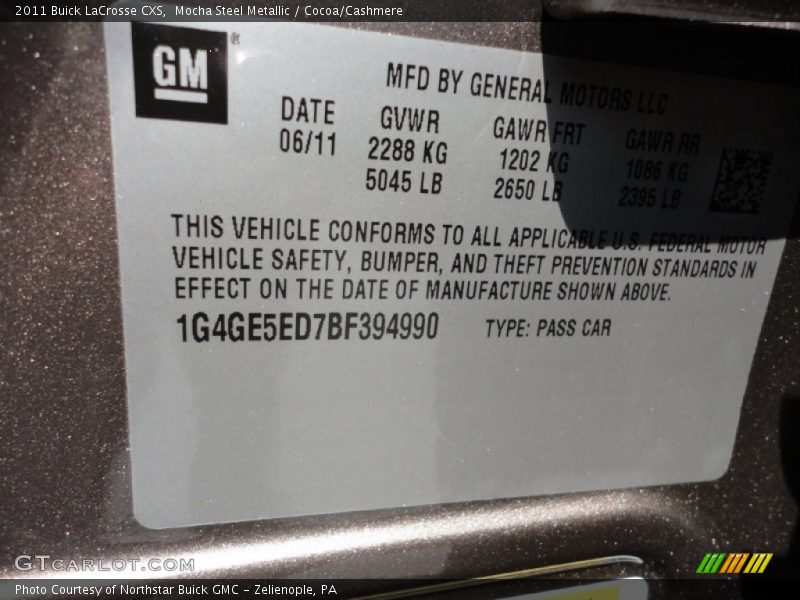 2011 Buick LaCrosse CXS, Mocha Steel Metallic / Cocoa/Cashmere
GM
MFD BY GENERAL MOTORS LLC
DATE GVWR GAWR FRT GAWR RR
06/11 2288 KG 1202 KG 1086 KG
5045 LB 2650 LB 2395 LB
THIS VEHICLE CONFORMS TO ALL APPLICABLE U.S. FEDERAL MOTOR
VEHICLE SAFETY, BUMPER, AND THEFT PREVENTION STANDARDS IN
EFFECT ON THE DATE OF MANUFACTURE SHOWN ABOVE.
1G4GE5ED7BF394990 TYPE: PASS CAR
GTcarlot.com
Photo Courtesy of Northstar Buick GMC - Zelienople, PA